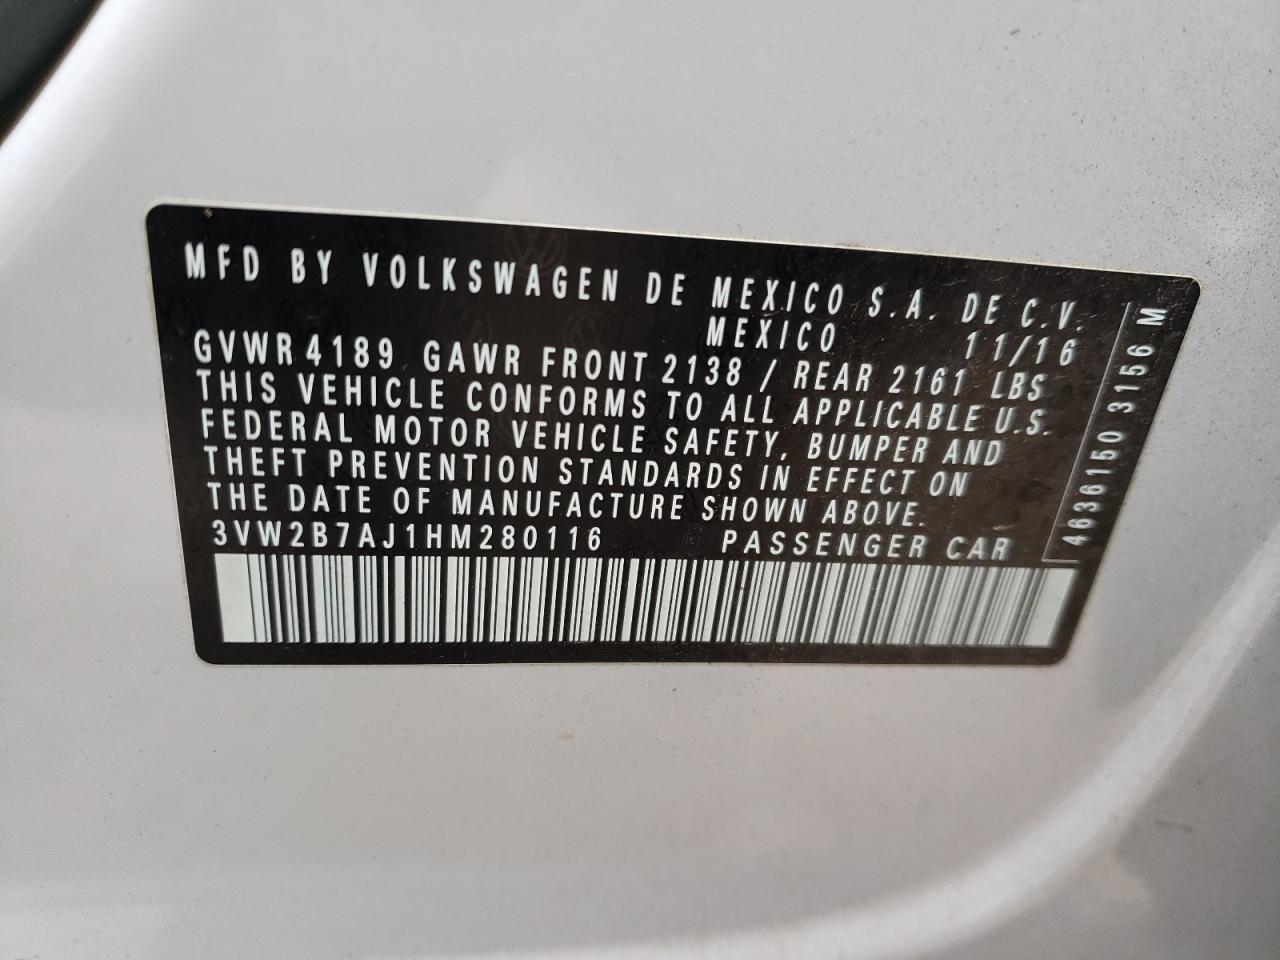 MFD BY VOLKSWAGEN DE MEXICO S.A. DE C.V.
MEXICO 11/16
GVWR 4189 GAWR FRONT 2138 / REAR 2161 LBS
THIS VEHICLE CONFORMS TO ALL APPLICABLE U.S.
FEDERAL MOTOR VEHICLE SAFETY, BUMPER AND
THEFT PREVENTION STANDARDS IN EFFECT ON
THE DATE OF MANUFACTURE SHOWN ABOVE.
3VW2B7AJ1HM280116 PASSENGER CAR
4636150 3156 M